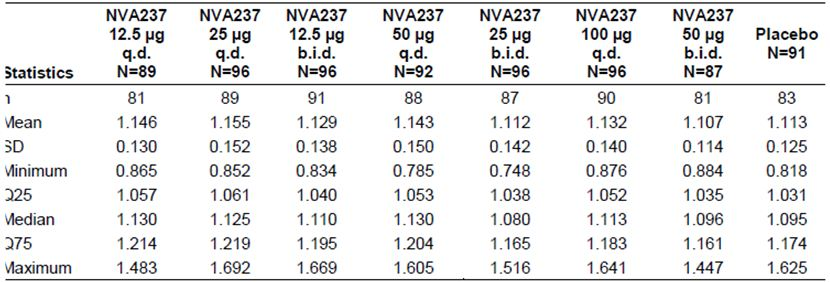 NVA237 NVA237 NVA237 NVA237 NVA237 NVA237 NVA237
12.5 µg 25 µg 12.5 µg 50 µg 25 µg 100 µg 50 µg Placebo
q.d. q.d. b.i.d. q.d. b.i.d. q.d. b.i.d. N=91
Statistics N=89 N=96 N=96 N=92 N=96 N=96 N=87
n 81 89 91 88 87 90 81 83
Mean 1.146 1.155 1.129 1.143 1.112 1.132 1.107 1.113
SD 0.130 0.152 0.138 0.150 0.142 0.140 0.114 0.125
Minimum 0.865 0.852 0.834 0.785 0.748 0.876 0.884 0.818
Q25 1.057 1.061 1.040 1.053 1.038 1.052 1.035 1.031
Median 1.130 1.125 1.110 1.130 1.080 1.113 1.096 1.095
Q75 1.214 1.219 1.195 1.204 1.165 1.183 1.161 1.174
Maximum 1.483 1.692 1.669 1.605 1.516 1.641 1.447 1.625